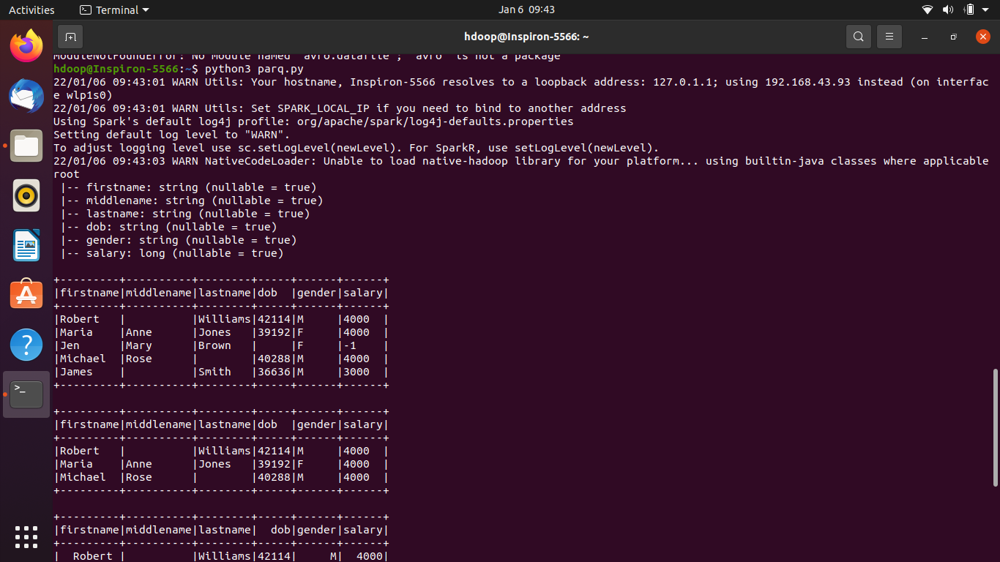 Activities
Terminal
Jan 6 09:43
hdoop@Inspiron-5566: ~
ModuleNotFoundError: No module named 'avro.datafile'; 'avro' is not a package
hdoop@Inspiron-5566:~$ python3 parq.py
22/01/06 09:43:01 WARN Utils: Your hostname, Inspiron-5566 resolves to a loopback address: 127.0.1.1; using 192.168.43.93 instead (on interfac
e wlp1s0)
22/01/06 09:43:01 WARN Utils: Set SPARK_LOCAL_IP if you need to bind to another address
Using Spark's default log4j profile: org/apache/spark/log4j-defaults.properties
Setting default log level to "WARN".
To adjust logging level use sc.setLogLevel(newLevel). For SparkR, use setLogLevel(newLevel).
22/01/06 09:43:03 WARN NativeCodeLoader: Unable to load native-hadoop library for your platform... using builtin-java classes where applicable
root
 |-- firstname: string (nullable = true)
 |-- middlename: string (nullable = true)
 |-- lastname: string (nullable = true)
 |-- dob: string (nullable = true)
 |-- gender: string (nullable = true)
 |-- salary: long (nullable = true)

+---------+----------+--------+-----+------+------+
|firstname|middlename|lastname|dob  |gender|salary|
+---------+----------+--------+-----+------+------+
|Robert   |          |Williams|42114|M     |4000  |
|Maria    |Anne      |Jones   |39192|F     |4000  |
|Jen      |Mary      |Brown   |     |F     |-1    |
|Michael  |Rose      |        |40288|M     |4000  |
|James    |          |Smith   |36636|M     |3000  |
+---------+----------+--------+-----+------+------+

+---------+----------+--------+-----+------+------+
|firstname|middlename|lastname|dob  |gender|salary|
+---------+----------+--------+-----+------+------+
|Robert   |          |Williams|42114|M     |4000  |
|Maria    |Anne      |Jones   |39192|F     |4000  |
|Michael  |Rose      |        |40288|M     |4000  |
+---------+----------+--------+-----+------+------+

+---------+----------+--------+-----+------+------+
|firstname|middlename|lastname|  dob|gender|salary|
+---------+----------+--------+-----+------+------+
|  Robert |          |Williams|42114|     M|  4000|